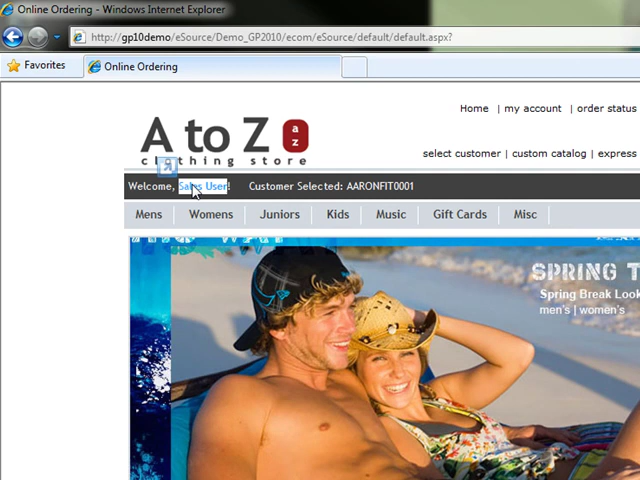 Online Ordering - Windows Internet Explorer
http://gp10demo/eSource/Demo_GP2010/ecom/eSource/default/default.aspx?
Favorites
Online Ordering
Home | my account | order status
A to Z a z
clothing store
select customer | custom catalog | express
Welcome, Sales User! Customer Selected: AARONFIT0001
Mens Womens Juniors Kids Music Gift Cards Misc
SPRING T
Spring Break Look
men's | women's